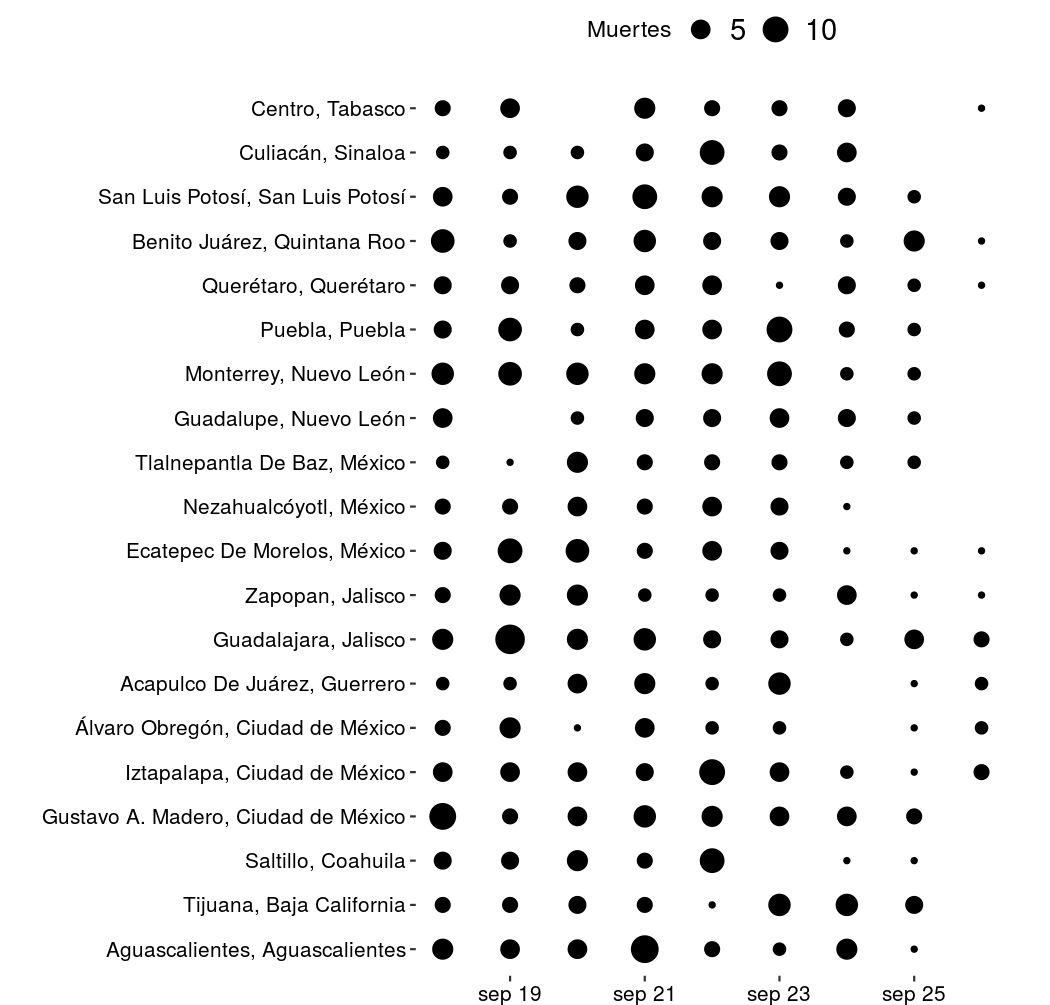 Muertes 5 10
Centro, Tabasco
Culiacán, Sinaloa
San Luis Potosí, San Luis Potosí
Benito Juárez, Quintana Roo
Querétaro, Querétaro
Puebla, Puebla
Monterrey, Nuevo León
Guadalupe, Nuevo León
Tlalnepantla De Baz, México
Nezahualcóyotl, México
Ecatepec De Morelos, México
Zapopan, Jalisco
Guadalajara, Jalisco
Acapulco De Juárez, Guerrero
Álvaro Obregón, Ciudad de México
Iztapalapa, Ciudad de México
Gustavo A. Madero, Ciudad de México
Saltillo, Coahuila
Tijuana, Baja California
Aguascalientes, Aguascalientes
sep 19 sep 21 sep 23 sep 25